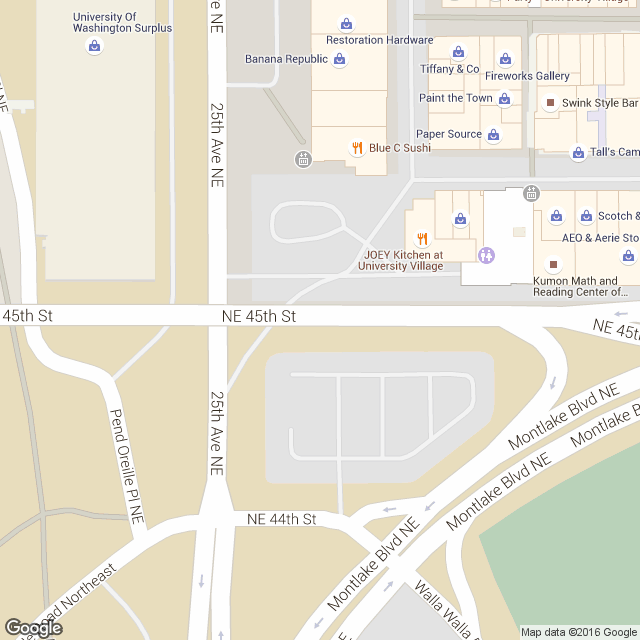 University Of
Washington Surplus
Restoration Hardware
Banana Republic
Tiffany & Co
Fireworks Gallery
Paint the Town
Swink Style Bar
Paper Source
Blue C Sushi
Tall's Cam
25th Ave NE
Scotch &
AEO & Aerie Sto
JOEY Kitchen at
University Village
Kumon Math and
Reading Center of...
45th St
NE 45th St
NE 45th
25th Ave NE
Pend Oreille Pl NE
Montlake Blvd NE
Montlake B
Montlake Blvd NE
NE 44th St
Montlake Blvd NE
Walla Walla
ad Northeast
Google
Google
Map data ©2016 Google